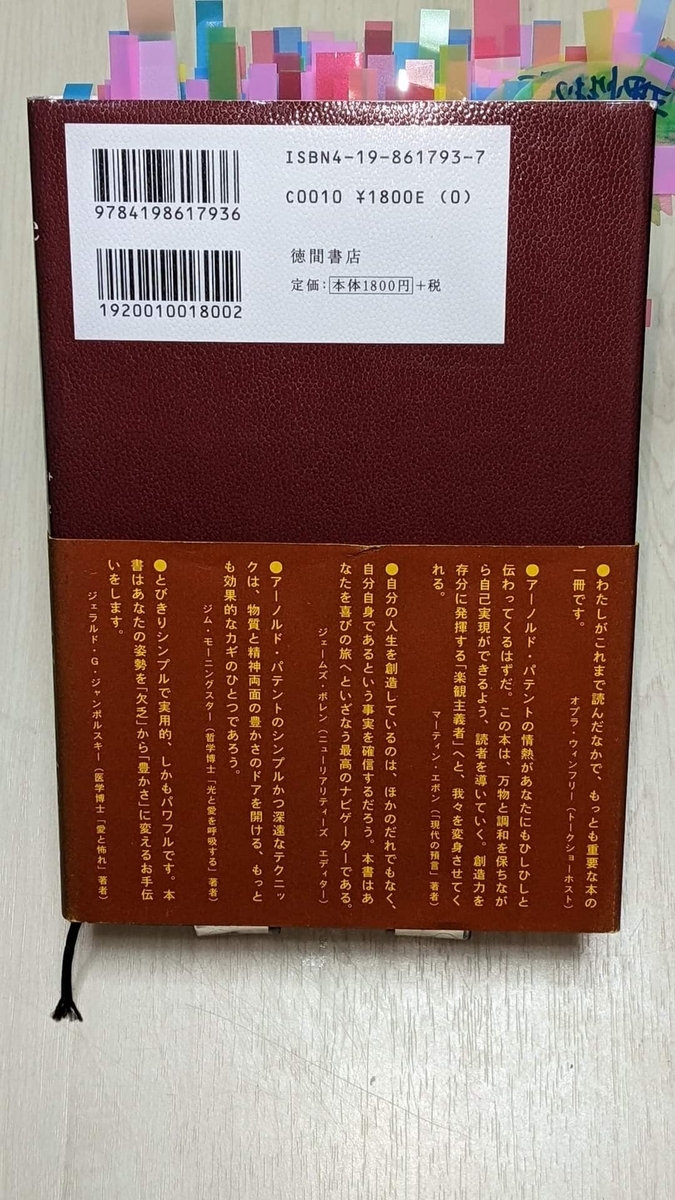 ISBN4-19-861793-7
C0010 ¥1800E (0)
9784198617936
徳間書店
定価:本体1800円+税
1920010018002
●わたしがこれまで読んだなかで、もっとも重要な本の
一冊です。
オプラ・ウィンフリー(トークショーホスト)
●アーノルド・パテントの情熱があなたにもひしひしと
伝わってくるはずだ。この本は、万物と調和を保ちなが
ら自己実現ができるよう、読者を導いていく。創造力を
存分に発揮する「楽観主義者」へと、我々を変身させてく
れる。
マーティン・エボン(「現代の預言」著者)
●自分の人生を創造しているのは、ほかのだれでもなく、
自分自身であるという事実を確信するだろう。本書はあ
なたを喜びの旅へといざなう最高のナビゲーターである。
ジェームズ・ボレン(ニューリアリティーズ エディター)
●アーノルド・パテントのシンプルかつ深遠なテクニッ
クは、物質と精神両面の豊かさのドアを開ける、もっと
も効果的なカギのひとつであろう。
ジム・モーニングスター(哲学博士「光と愛を呼吸する」著者)
●とびきりシンプルで実用的、しかもパワフルです。本
書はあなたの姿勢を「欠乏」から「豊かさ」に変えるお手伝
いをします。
ジェラルド・G・ジャンポルスキー(医学博士「愛と怖れ」著者)